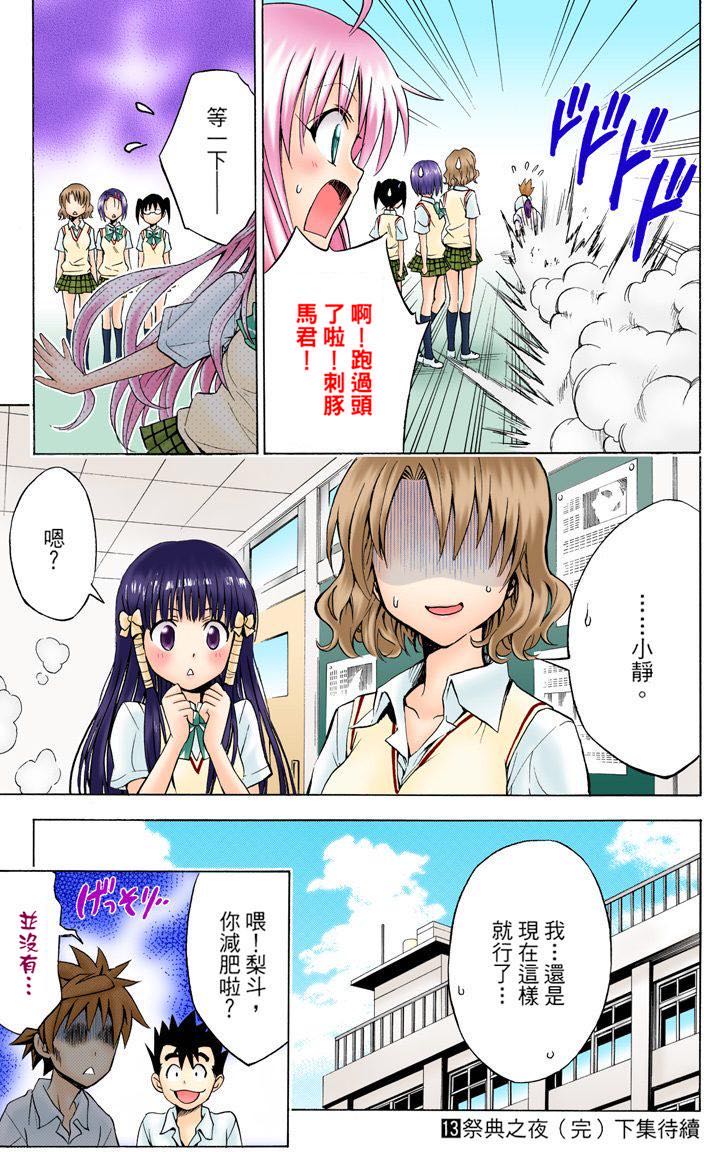 ドドドド
啊！跑過頭
了啦！刺豚
馬君！
等一下——
……小靜。
嗯？
我…還是
現在這樣
就行了…
喂！梨斗，
你減肥啦？
げっそり…
並沒有…
13祭典之夜（完）下集待續